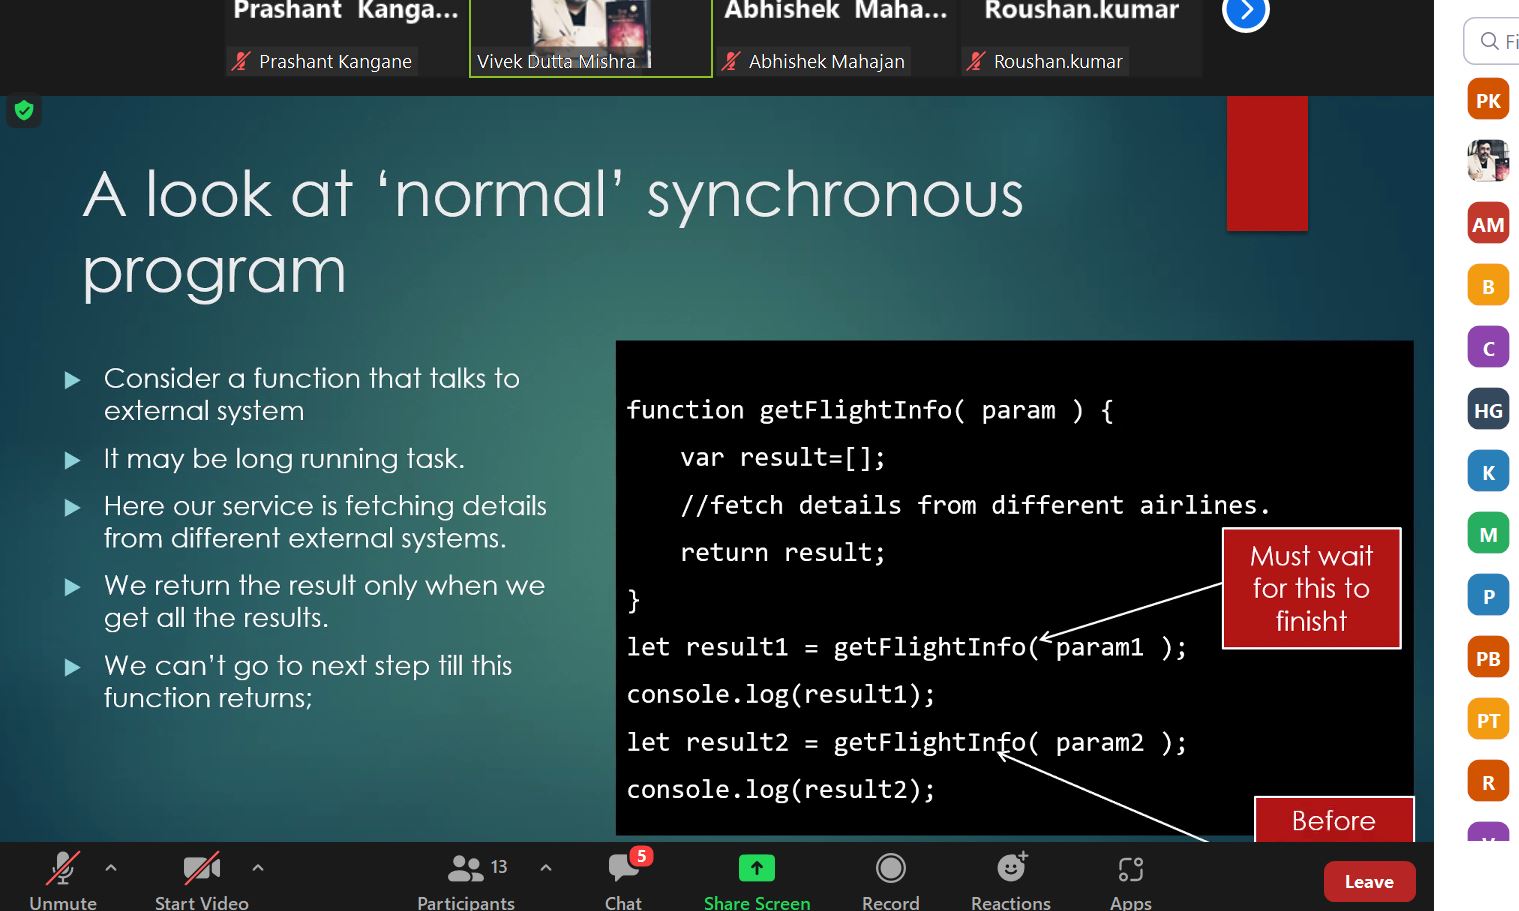 Prashant Kanga...
Abhishek Maha...
Roushan.kumar
Prashant Kangane
Vivek Dutta Mishra
Abhishek Mahajan
Roushan.kumar
Fi
PK
AM
B
C
HG
K
M
P
PB
PT
R
A look at ‘normal’ synchronous
program
Consider a function that talks to
external system
It may be long running task.
Here our service is fetching details
from different external systems.
We return the result only when we
get all the results.
We can’t go to next step till this
function returns;
function getFlightInfo( param ) {
var result=[];
//fetch details from different airlines.
return result;
}
let result1 = getFlightInfo( param1 );
console.log(result1);
let result2 = getFlightInfo( param2 );
console.log(result2);
Must wait
for this to
finisht
Before
13
5
Unmute
Start Video
Participants
Chat
Share Screen
Record
Reactions
Apps
Leave